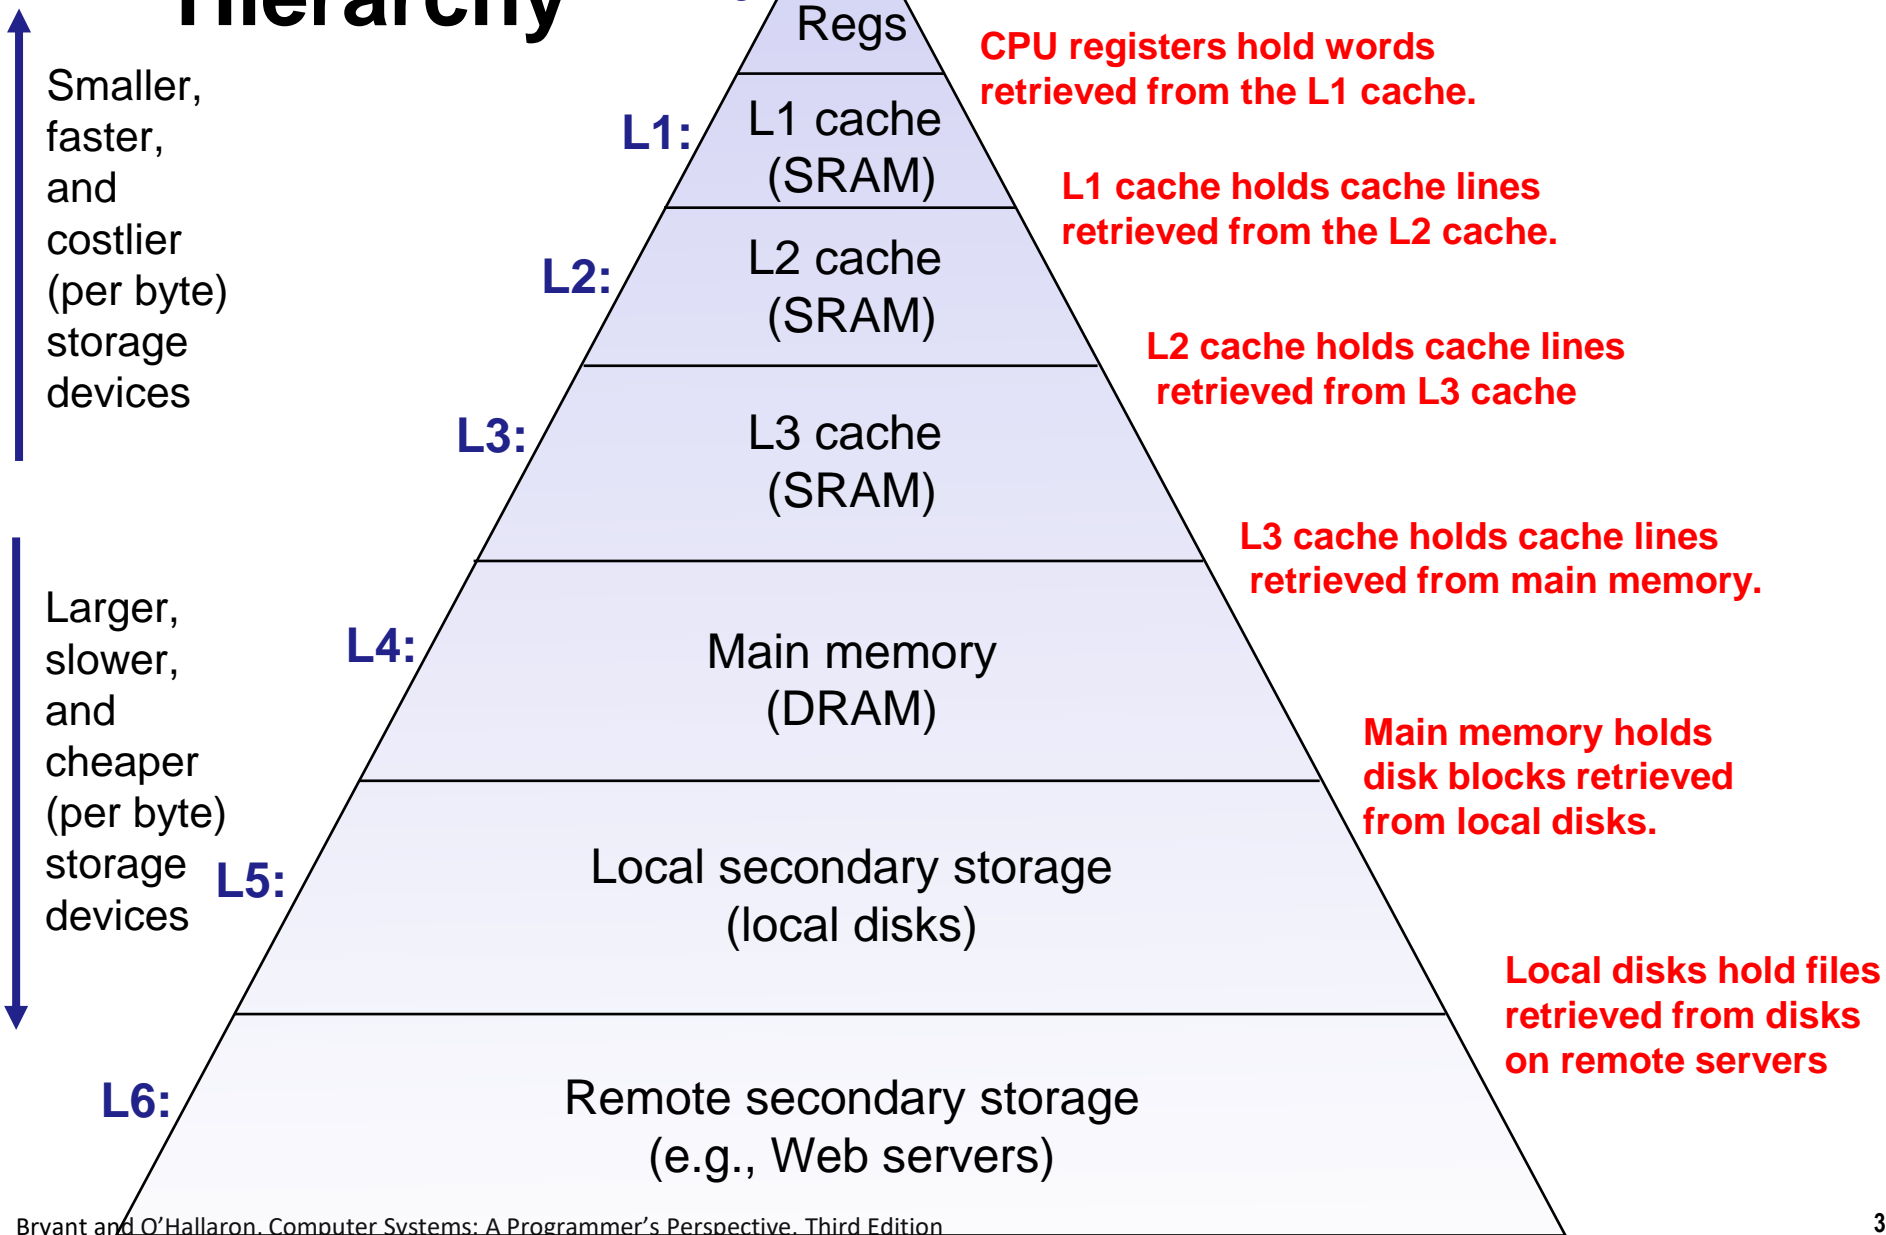 Hierarchy
Regs
CPU registers hold words
retrieved from the L1 cache.
Smaller,
faster,
and
costlier
(per byte)
storage
devices
L1:
L1 cache
(SRAM)
L1 cache holds cache lines
retrieved from the L2 cache.
L2:
L2 cache
(SRAM)
L2 cache holds cache lines
retrieved from L3 cache
L3:
L3 cache
(SRAM)
L3 cache holds cache lines
retrieved from main memory.
Larger,
slower,
and
cheaper
(per byte)
storage
devices
L4:
Main memory
(DRAM)
Main memory holds
disk blocks retrieved
from local disks.
L5:
Local secondary storage
(local disks)
Local disks hold files
retrieved from disks
on remote servers
L6:
Remote secondary storage
(e.g., Web servers)
Bryant and O'Hallaron, Computer Systems: A Programmer's Perspective, Third Edition
3